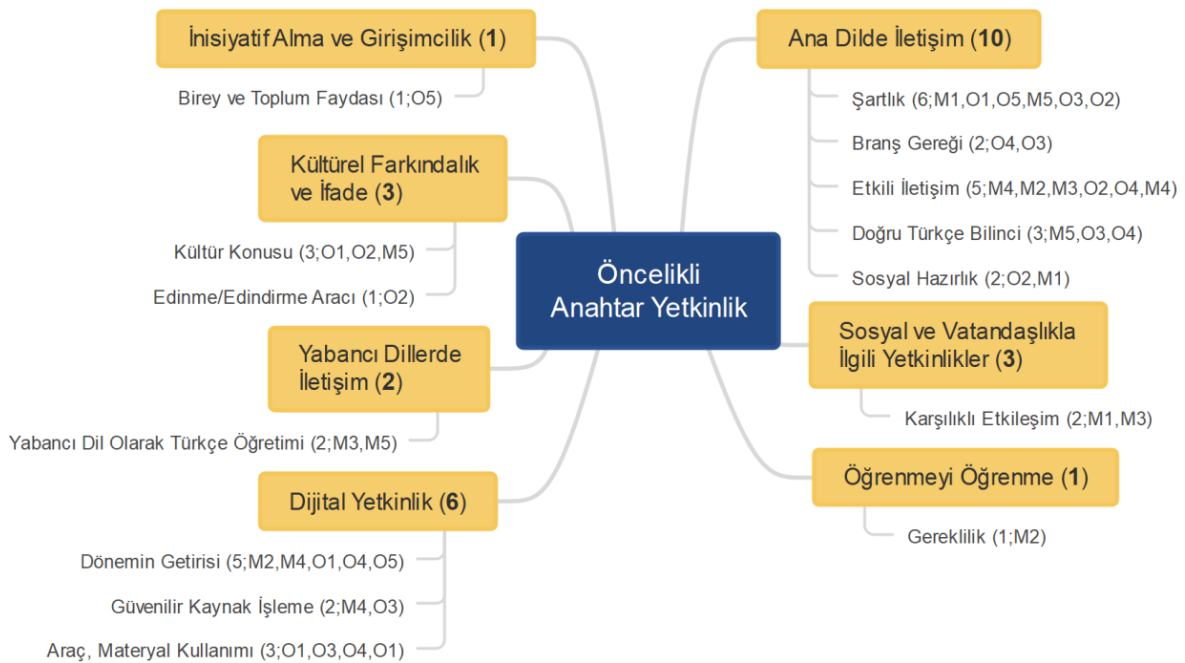 İnisiyatif Alma ve Girişimcilik (1)
Birey ve Toplum Faydası (1;O5)
Kültürel Farkındalık
ve İfade (3)
Kültür Konusu (3;O1,O2,M5)
Edinme/Edindirme Aracı (1;O2)
Yabancı Dillerde
İletişim (2)
Yabancı Dil Olarak Türkçe Öğretimi (2;M3,M5)
Dijital Yetkinlik (6)
Dönemin Getirisi (5;M2,M4,O1,O4,O5)
Güvenilir Kaynak İşleme (2;M4,O3)
Araç, Materyal Kullanımı (3;O1,O3,O4,O1)
Öncelikli
Anahtar Yetkinlik
Ana Dilde İletişim (10)
Şartlık (6;M1,O1,O5,M5,O3,O2)
Branş Gereği (2;O4,O3)
Etkili İletişim (5;M4,M2,M3,O2,O4,M4)
Doğru Türkçe Bilinci (3;M5,O3,O4)
Sosyal Hazırlık (2;O2,M1)
Sosyal ve Vatandaşlıkla
İlgili Yetkinlikler (3)
Karşılıklı Etkileşim (2;M1,M3)
Öğrenmeyi Öğrenme (1)
Gereklilik (1;M2)